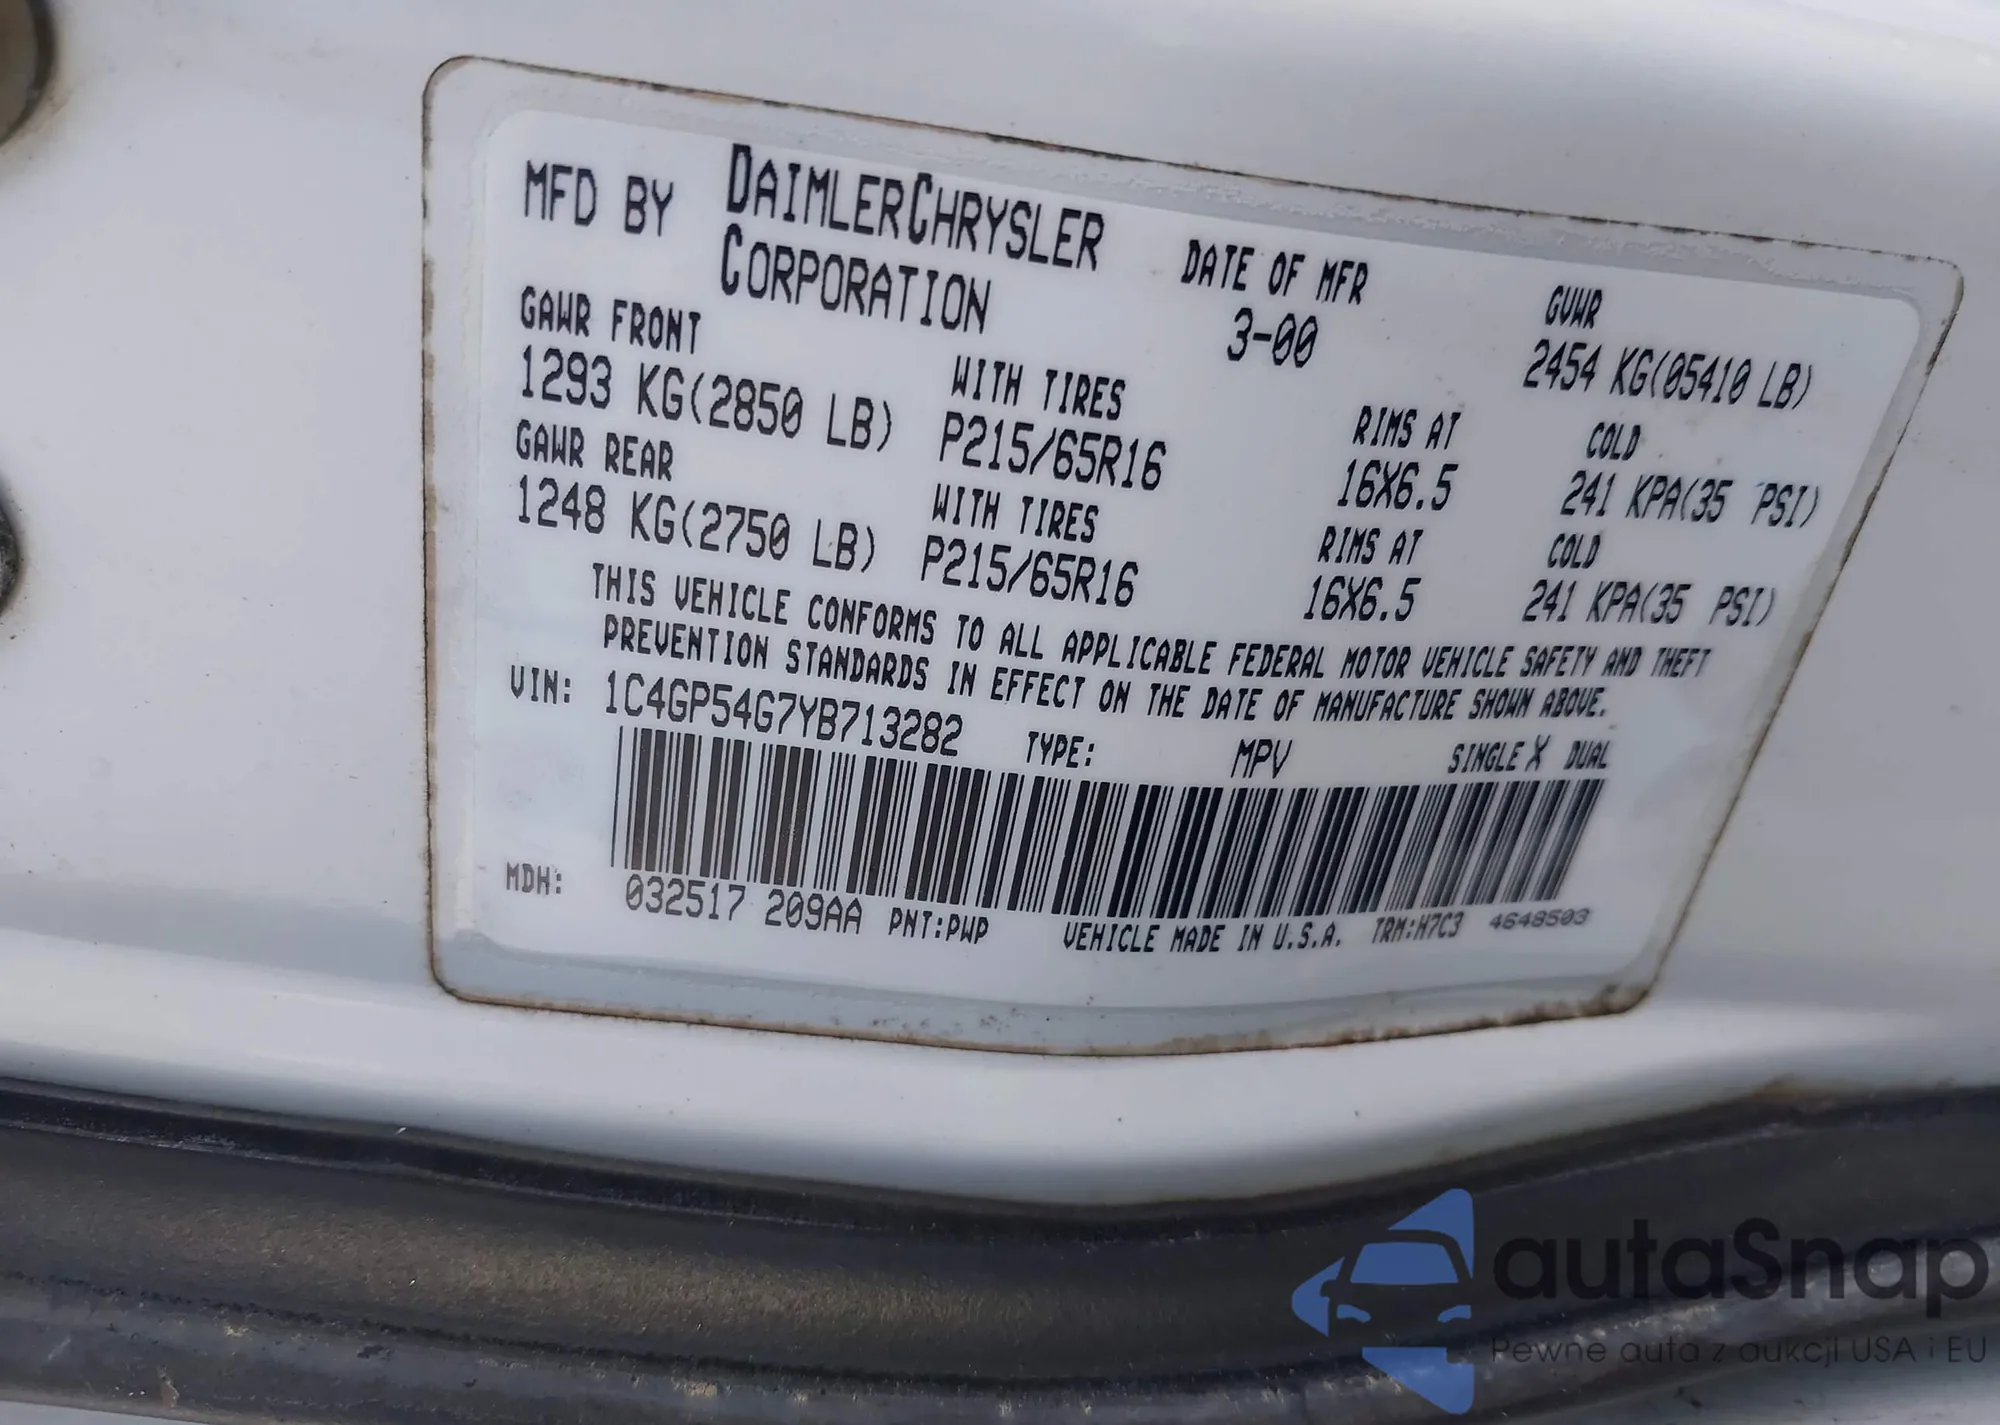 MFD BY DAIMLERCHRYSLER CORPORATION
DATE OF MFR
3-00
GVWR
2454 KG(05410 LB)
GAWR FRONT
1293 KG(2850 LB)
WITH TIRES
P215/65R16
RIMS AT
16X6.5
COLD
241 KPA(35 PSI)
GAWR REAR
1248 KG(2750 LB)
WITH TIRES
P215/65R16
RIMS AT
16X6.5
COLD
241 KPA(35 PSI)
THIS VEHICLE CONFORMS TO ALL APPLICABLE FEDERAL MOTOR VEHICLE SAFETY AND THEFT
PREVENTION STANDARDS IN EFFECT ON THE DATE OF MANUFACTURE SHOWN ABOVE.
VIN: 1C4GP54G7YB713282 TYPE: MPV SINGLE X DUAL
MDH: 032517 209AA PNT:PWP VEHICLE MADE IN U.S.A. TRM:H7C3 4648503
autaSnap
Pewne auta z aukcji USA i EU